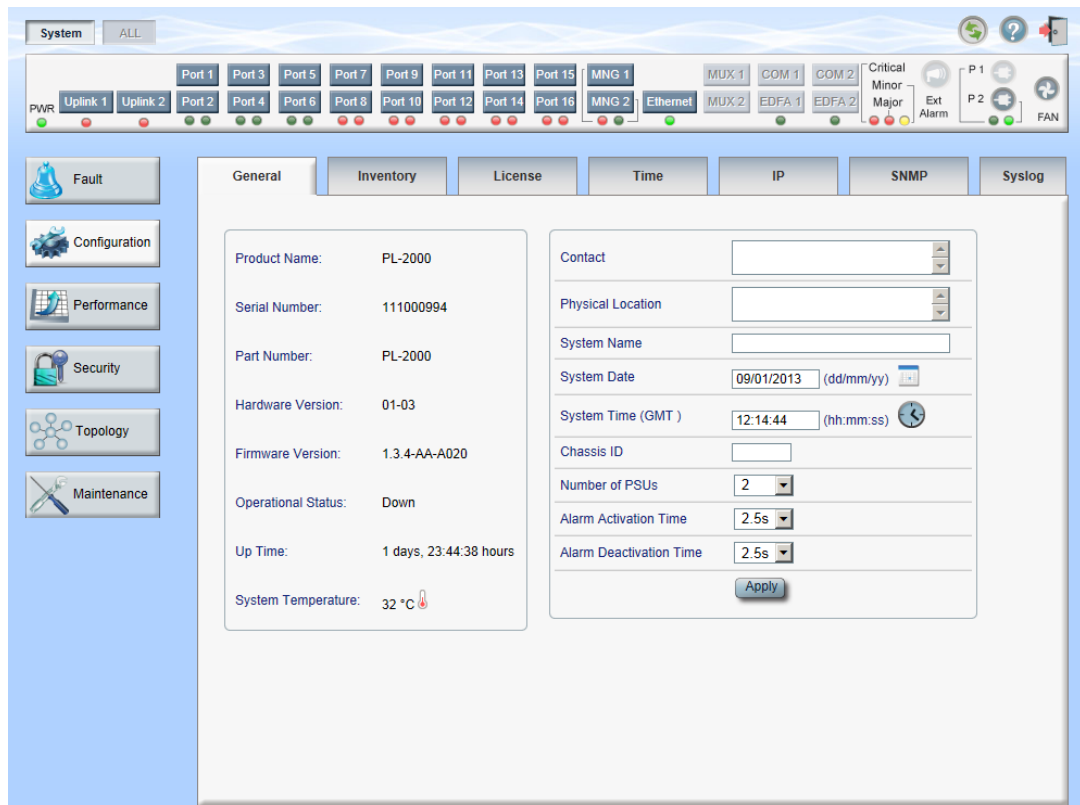 System ALL
Port 1 Port 3 Port 5 Port 7 Port 9 Port 11 Port 13 Port 15 MNG 1 MUX 1 COM 1 COM 2 Critical P 1
Minor
PWR Uplink 1 Uplink 2 Port 2 Port 4 Port 6 Port 8 Port 10 Port 12 Port 14 Port 16 MNG 2 Ethernet MUX 2 EDFA 1 EDFA 2 Major Ext Alarm P 2 FAN
Fault
Configuration
Performance
Security
Topology
Maintenance
General Inventory License Time IP SNMP Syslog
Product Name: PL-2000
Serial Number: 111000994
Part Number: PL-2000
Hardware Version: 01-03
Firmware Version: 1.3.4-AA-A020
Operational Status: Down
Up Time: 1 days, 23:44:38 hours
System Temperature: 32 °C
Contact
Physical Location
System Name
System Date 09/01/2013 (dd/mm/yy)
System Time (GMT ) 12:14:44 (hh:mm:ss)
Chassis ID
Number of PSUs 2
Alarm Activation Time 2.5s
Alarm Deactivation Time 2.5s
Apply